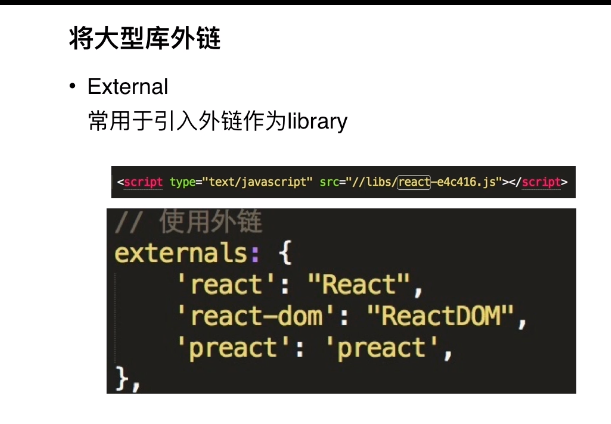 将大型库外链
• External
常用于引入外链作为library
<script type="text/javascript" src="//libs/react-e4c416.js"></script>
// 使用外链
externals: {
'react': "React",
'react-dom': "ReactDOM",
'preact': 'preact',
},